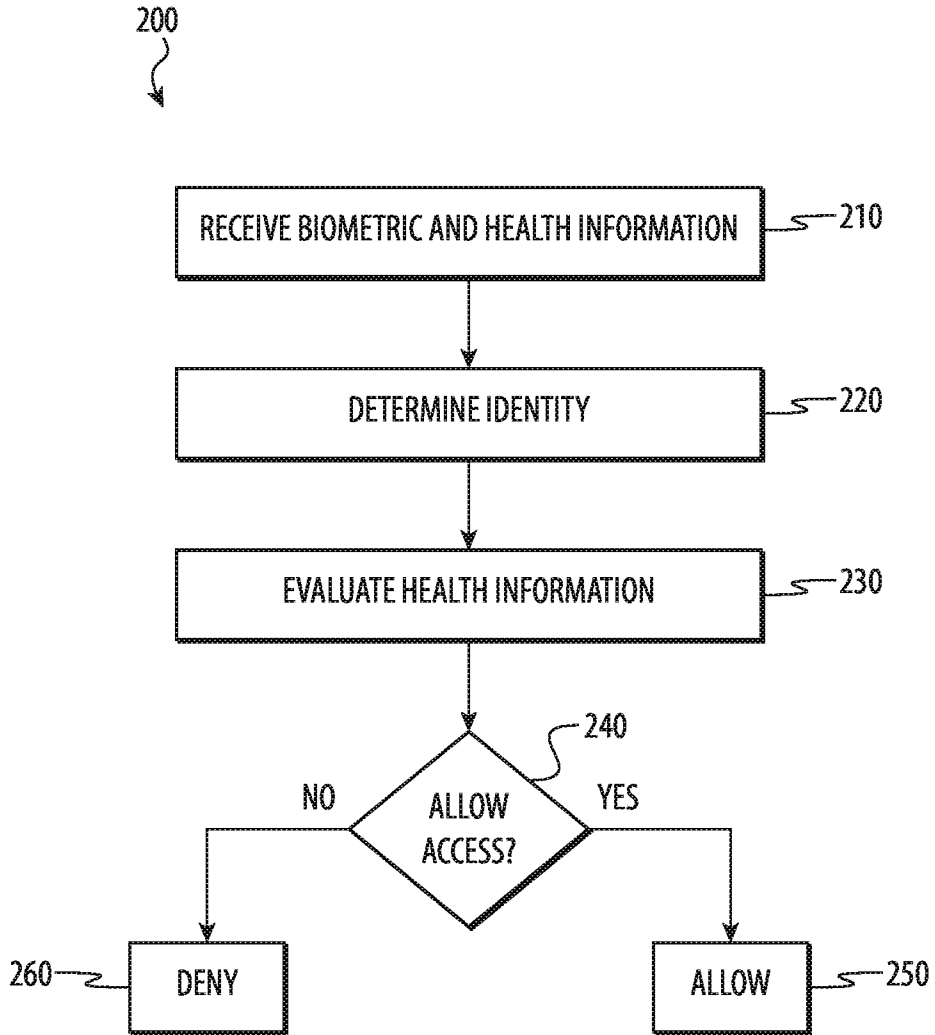 200
RECEIVE BIOMETRIC AND HEALTH INFORMATION
210
DETERMINE IDENTITY
220
EVALUATE HEALTH INFORMATION
230
240
NO
ALLOW
ACCESS?
YES
260
DENY
ALLOW
250